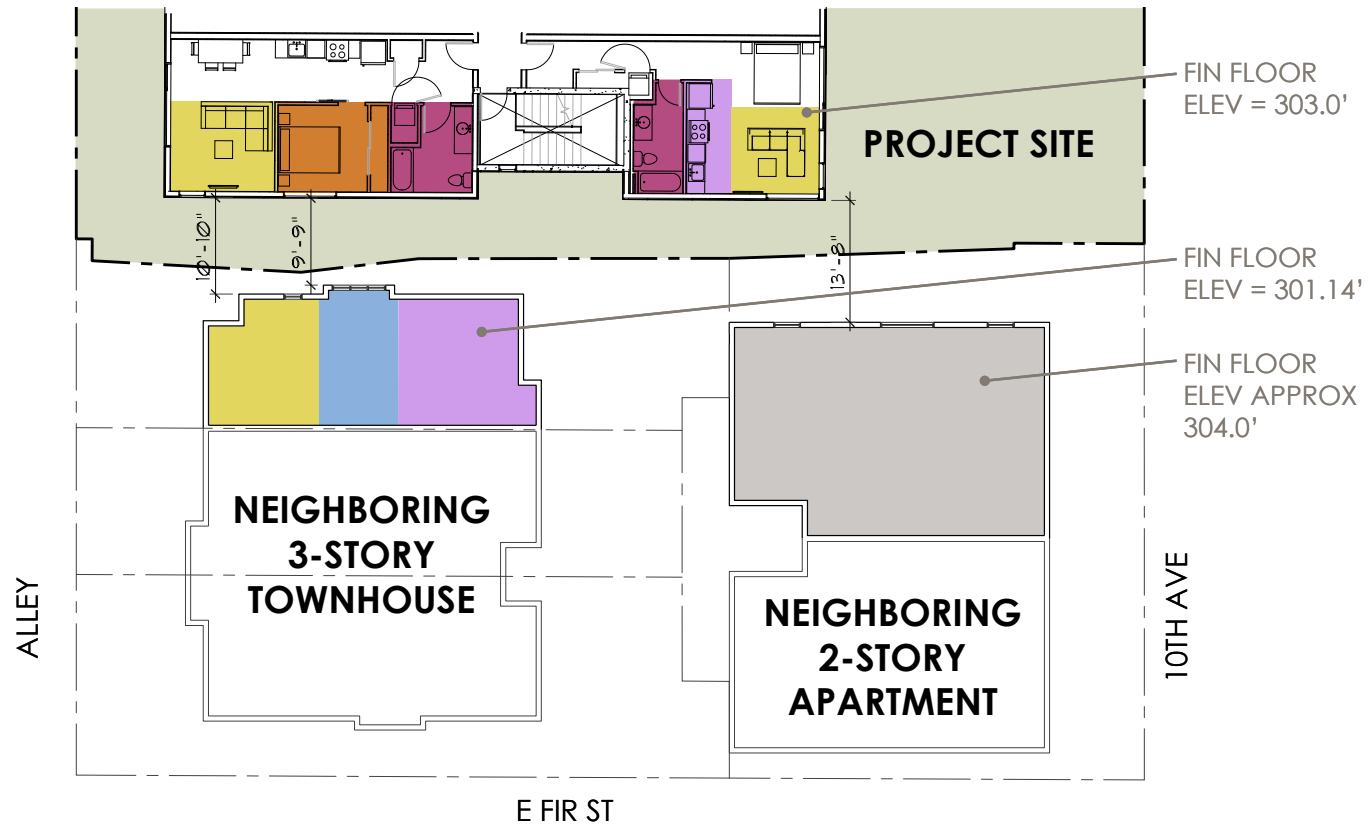 FIN FLOOR
ELEV = 303.0'
PROJECT SITE
10'-10"
9'-9"
13'-8"
FIN FLOOR
ELEV = 301.14'
FIN FLOOR
ELEV APPROX
304.0'
NEIGHBORING
3-STORY
TOWNHOUSE
NEIGHBORING
2-STORY
APARTMENT
ALLEY
10TH AVE
E FIR ST